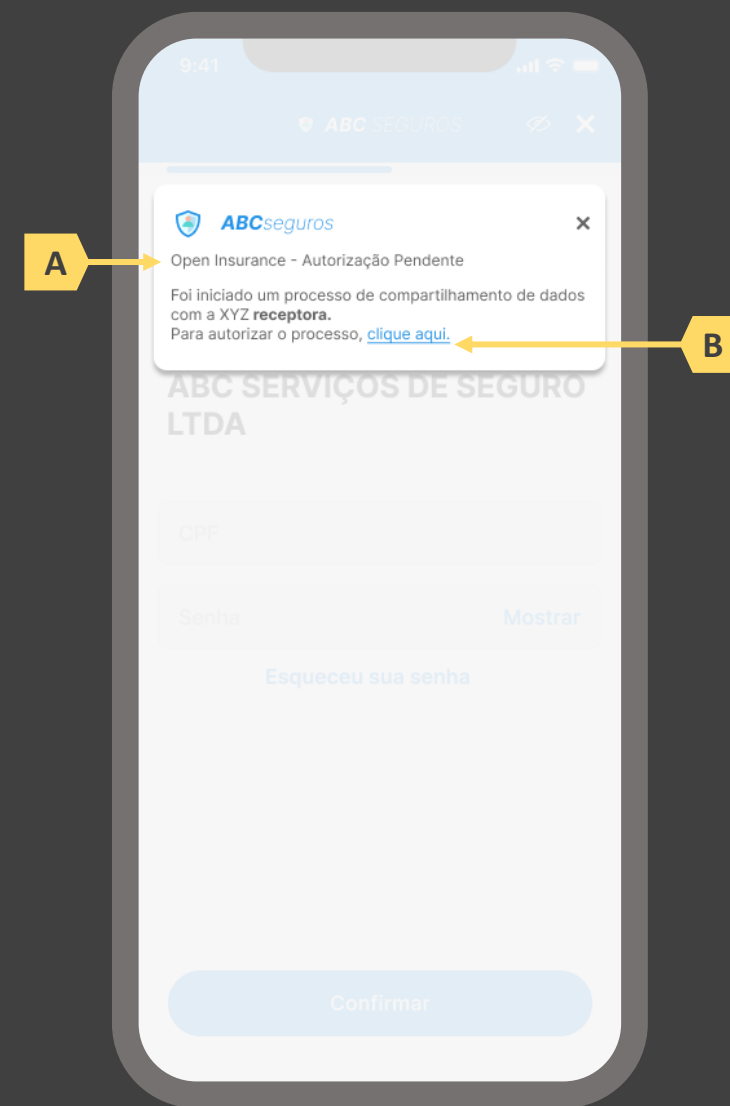 9:41
ABC SEGUROS
ABCseguros
A
Open Insurance - Autorização Pendente
Foi iniciado um processo de compartilhamento de dados
com a XYZ receptora.
Para autorizar o processo, clique aqui.
B
ABC SERVIÇOS DE SEGURO
LTDA
CPF
Senha
Mostrar
Esqueceu sua senha
Confirmar